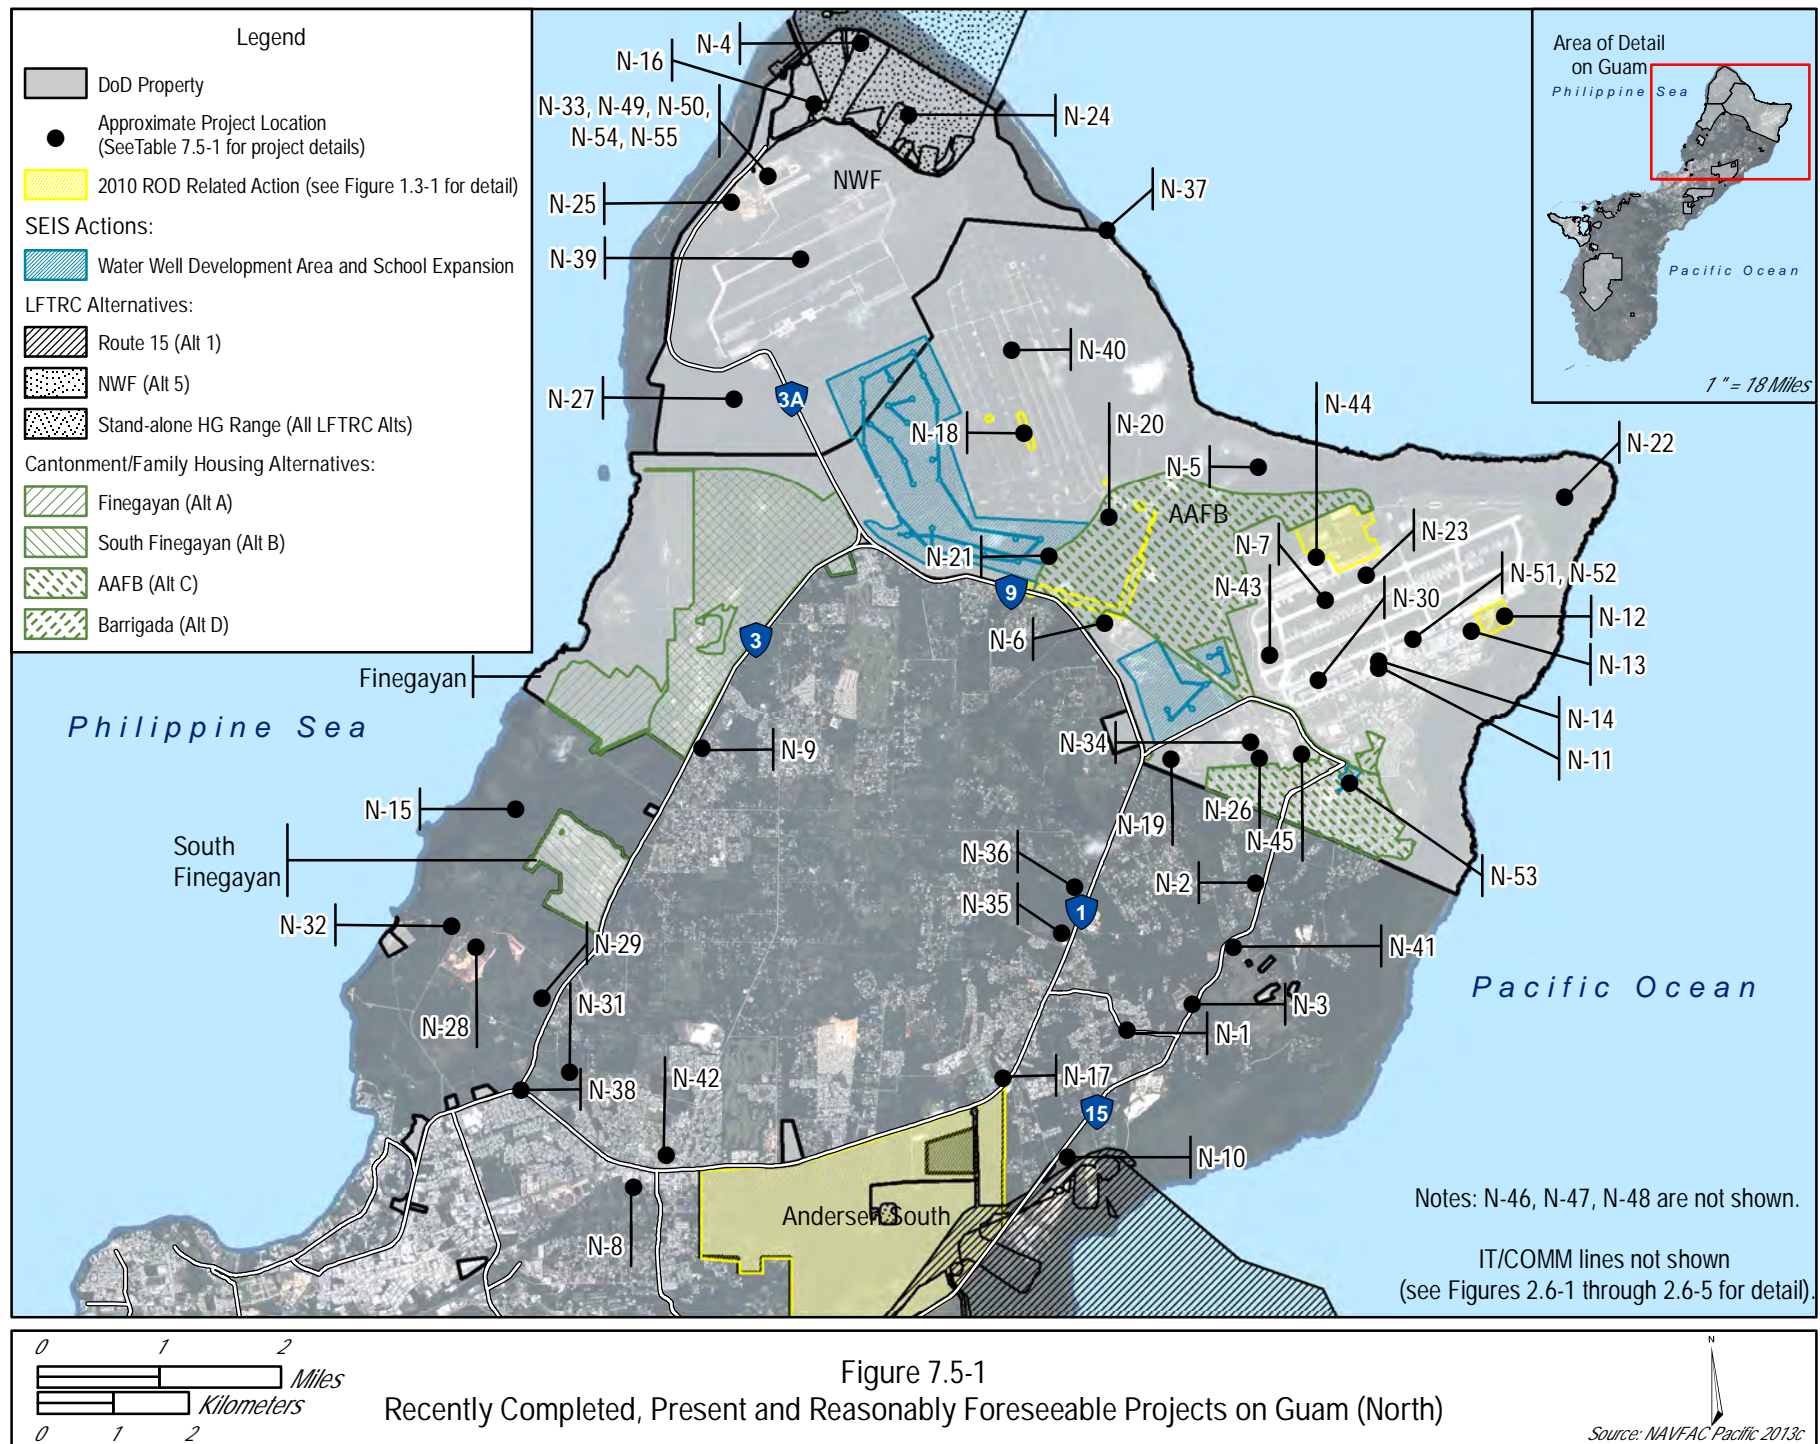 Legend
DoD Property
Approximate Project Location
(SeeTable 7.5-1 for project details)
2010 ROD Related Action (see Figure 1.3-1 for detail)
SEIS Actions:
Water Well Development Area and School Expansion
LFTRC Alternatives:
Route 15 (Alt 1)
NWF (Alt 5)
Stand-alone HG Range (All LFTRC Alts)
Cantonment/Family Housing Alternatives:
Finegayan (Alt A)
South Finegayan (Alt B)
AAFB (Alt C)
Barrigada (Alt D)
Area of Detail
on Guam
Philippine Sea
Pacific Ocean
1 " = 18 Miles
N-4
N-16
N-33, N-49, N-50,
N-54, N-55
N-24
NWF
N-25
N-37
N-39
N-40
N-27
3A
N-18
N-20
N-44
N-5
N-22
AAFB
N-7
N-23
N-21
N-51, N-52
9
N-43
N-30
N-12
N-6
3
N-13
Finegayan
N-14
Philippine Sea
N-34
N-9
N-11
N-15
N-19
N-26
N-45
South
Finegayan
N-36
N-2
N-53
N-35
1
N-32
N-29
N-41
Pacific Ocean
N-31
N-3
N-28
N-1
N-42
N-17
N-38
15
N-10
Andersen South
N-8
Notes: N-46, N-47, N-48 are not shown.
IT/COMM lines not shown
(see Figures 2.6-1 through 2.6-5 for detail).
0 1 2
Miles
Kilometers
0 1 2
Figure 7.5-1
Recently Completed, Present and Reasonably Foreseeable Projects on Guam (North)
N
Source: NAVFAC Pacific 2013c